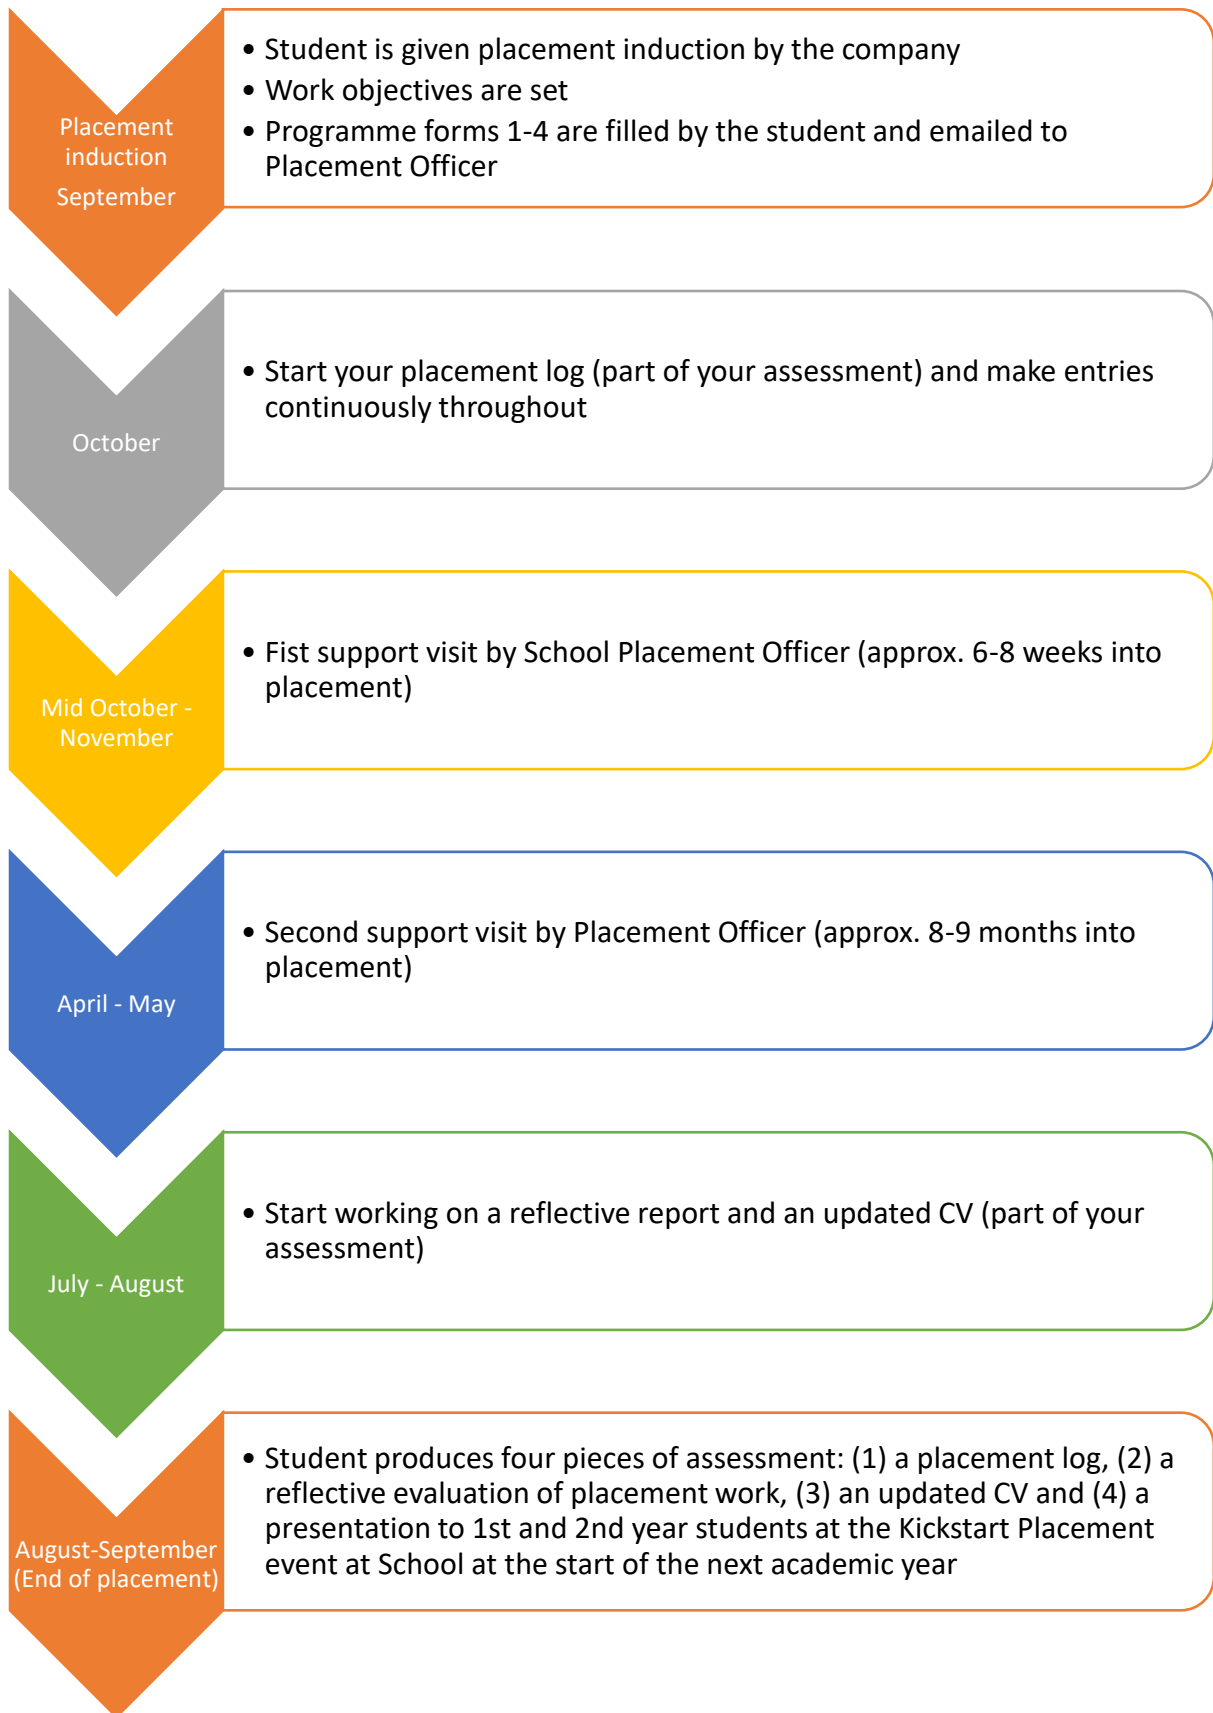 Placement
induction
September
• Student is given placement induction by the company
• Work objectives are set
• Programme forms 1-4 are filled by the student and emailed to
Placement Officer
October
• Start your placement log (part of your assessment) and make entries
continuously throughout
Mid October -
November
• Fist support visit by School Placement Officer (approx. 6-8 weeks into
placement)
April - May
• Second support visit by Placement Officer (approx. 8-9 months into
placement)
July - August
• Start working on a reflective report and an updated CV (part of your
assessment)
August-September
(End of placement)
• Student produces four pieces of assessment: (1) a placement log, (2) a
reflective evaluation of placement work, (3) an updated CV and (4) a
presentation to 1st and 2nd year students at the Kickstart Placement
event at School at the start of the next academic year